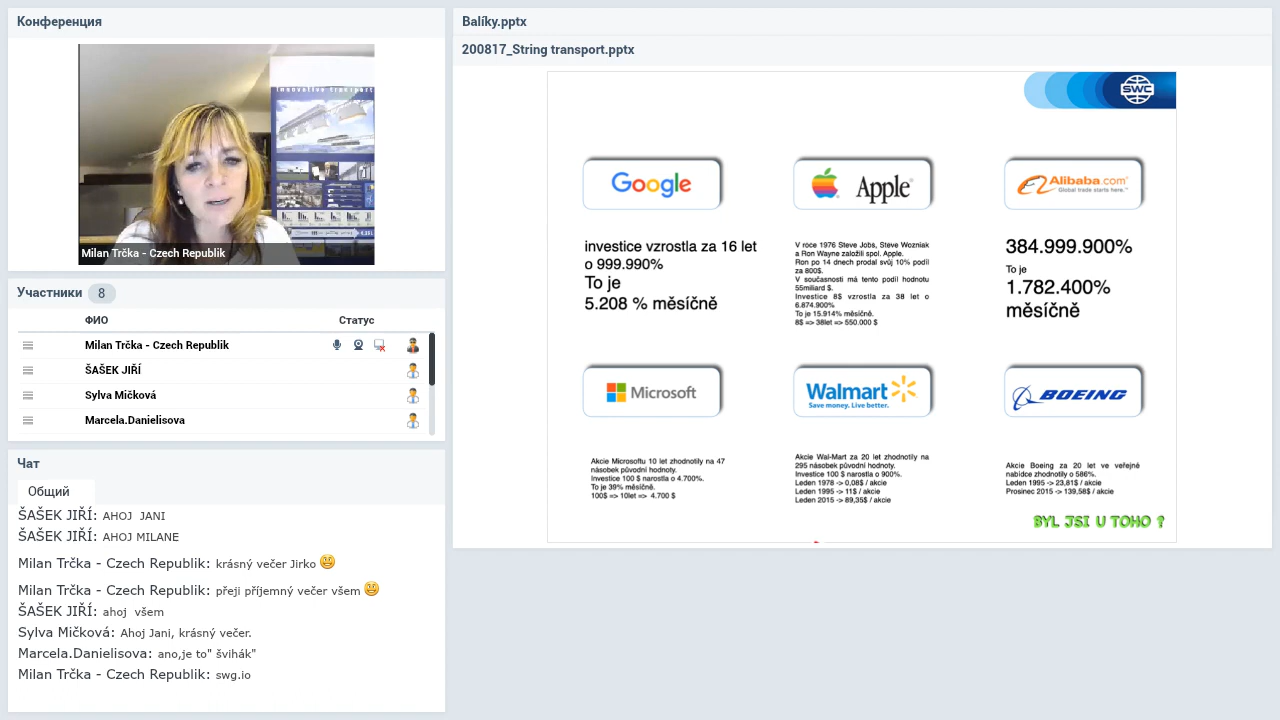 Конференция
innovative transport
Milan Trčka - Czech Republik
Участники 8
ФИО Статус
Milan Trčka - Czech Republik
ŠAŠEK JIŘÍ
Sylva Mičková
Marcela.Danielisova
Чат
Общий
ŠAŠEK JIŘÍ: AHOJ JANI
ŠAŠEK JIŘÍ: AHOJ MILANE
Milan Trčka - Czech Republik: krásný večer Jirko
Milan Trčka - Czech Republik: přeji příjemný večer všem
ŠAŠEK JIŘÍ: ahoj všem
Sylva Mičková: Ahoj Jani, krásný večer.
Marcela.Danielisova: ano,je to" švihák"
Milan Trčka - Czech Republik: swg.io
Balíky.pptx
200817_String transport.pptx
SWC
Google
investice vzrostla za 16 let
o 999.990%
To je
5.208 % měsíčně
Apple
V roce 1976 Steve Jobs, Steve Wozniak
a Ron Wayne založili spol. Apple.
Ron po 14 dnech prodal svůj 10% podíl
za 800$.
V současnosti má tento podíl hodnotu
55miliard $.
Investice 8$ vzrostla za 38 let o
6.874.900%
To je 15.914% měsíčně.
8$ => 38let => 550.000 $
Alibaba.com
Global trade starts here.™
384.999.900%
To je
1.782.400%
měsíčně
Microsoft
Akcie Microsoftu 10 let zhodnotily na 47
násobek původní hodnoty.
Investice 100 $ narostla o 4.700%.
To je 39% měsíčně.
100$ => 10let => 4.700 $
Walmart
Save money. Live better.
Akcie Wal-Mart za 20 let zhodnotily na
295 násobek původní hodnoty.
Investice 100 $ narostla o 900%.
Leden 1978 -> 0,08$ / akcie
Leden 1995 -> 11$ / akcie
Leden 2015 -> 89,35$ / akcie
BOEING
Akcie Boeing za 20 let ve veřejné
nabídce zhodnotily o 586%.
Leden 1995 -> 23,81$ / akcie
Prosinec 2015 -> 139,58$ / akcie
BYL JSI U TOHO ?